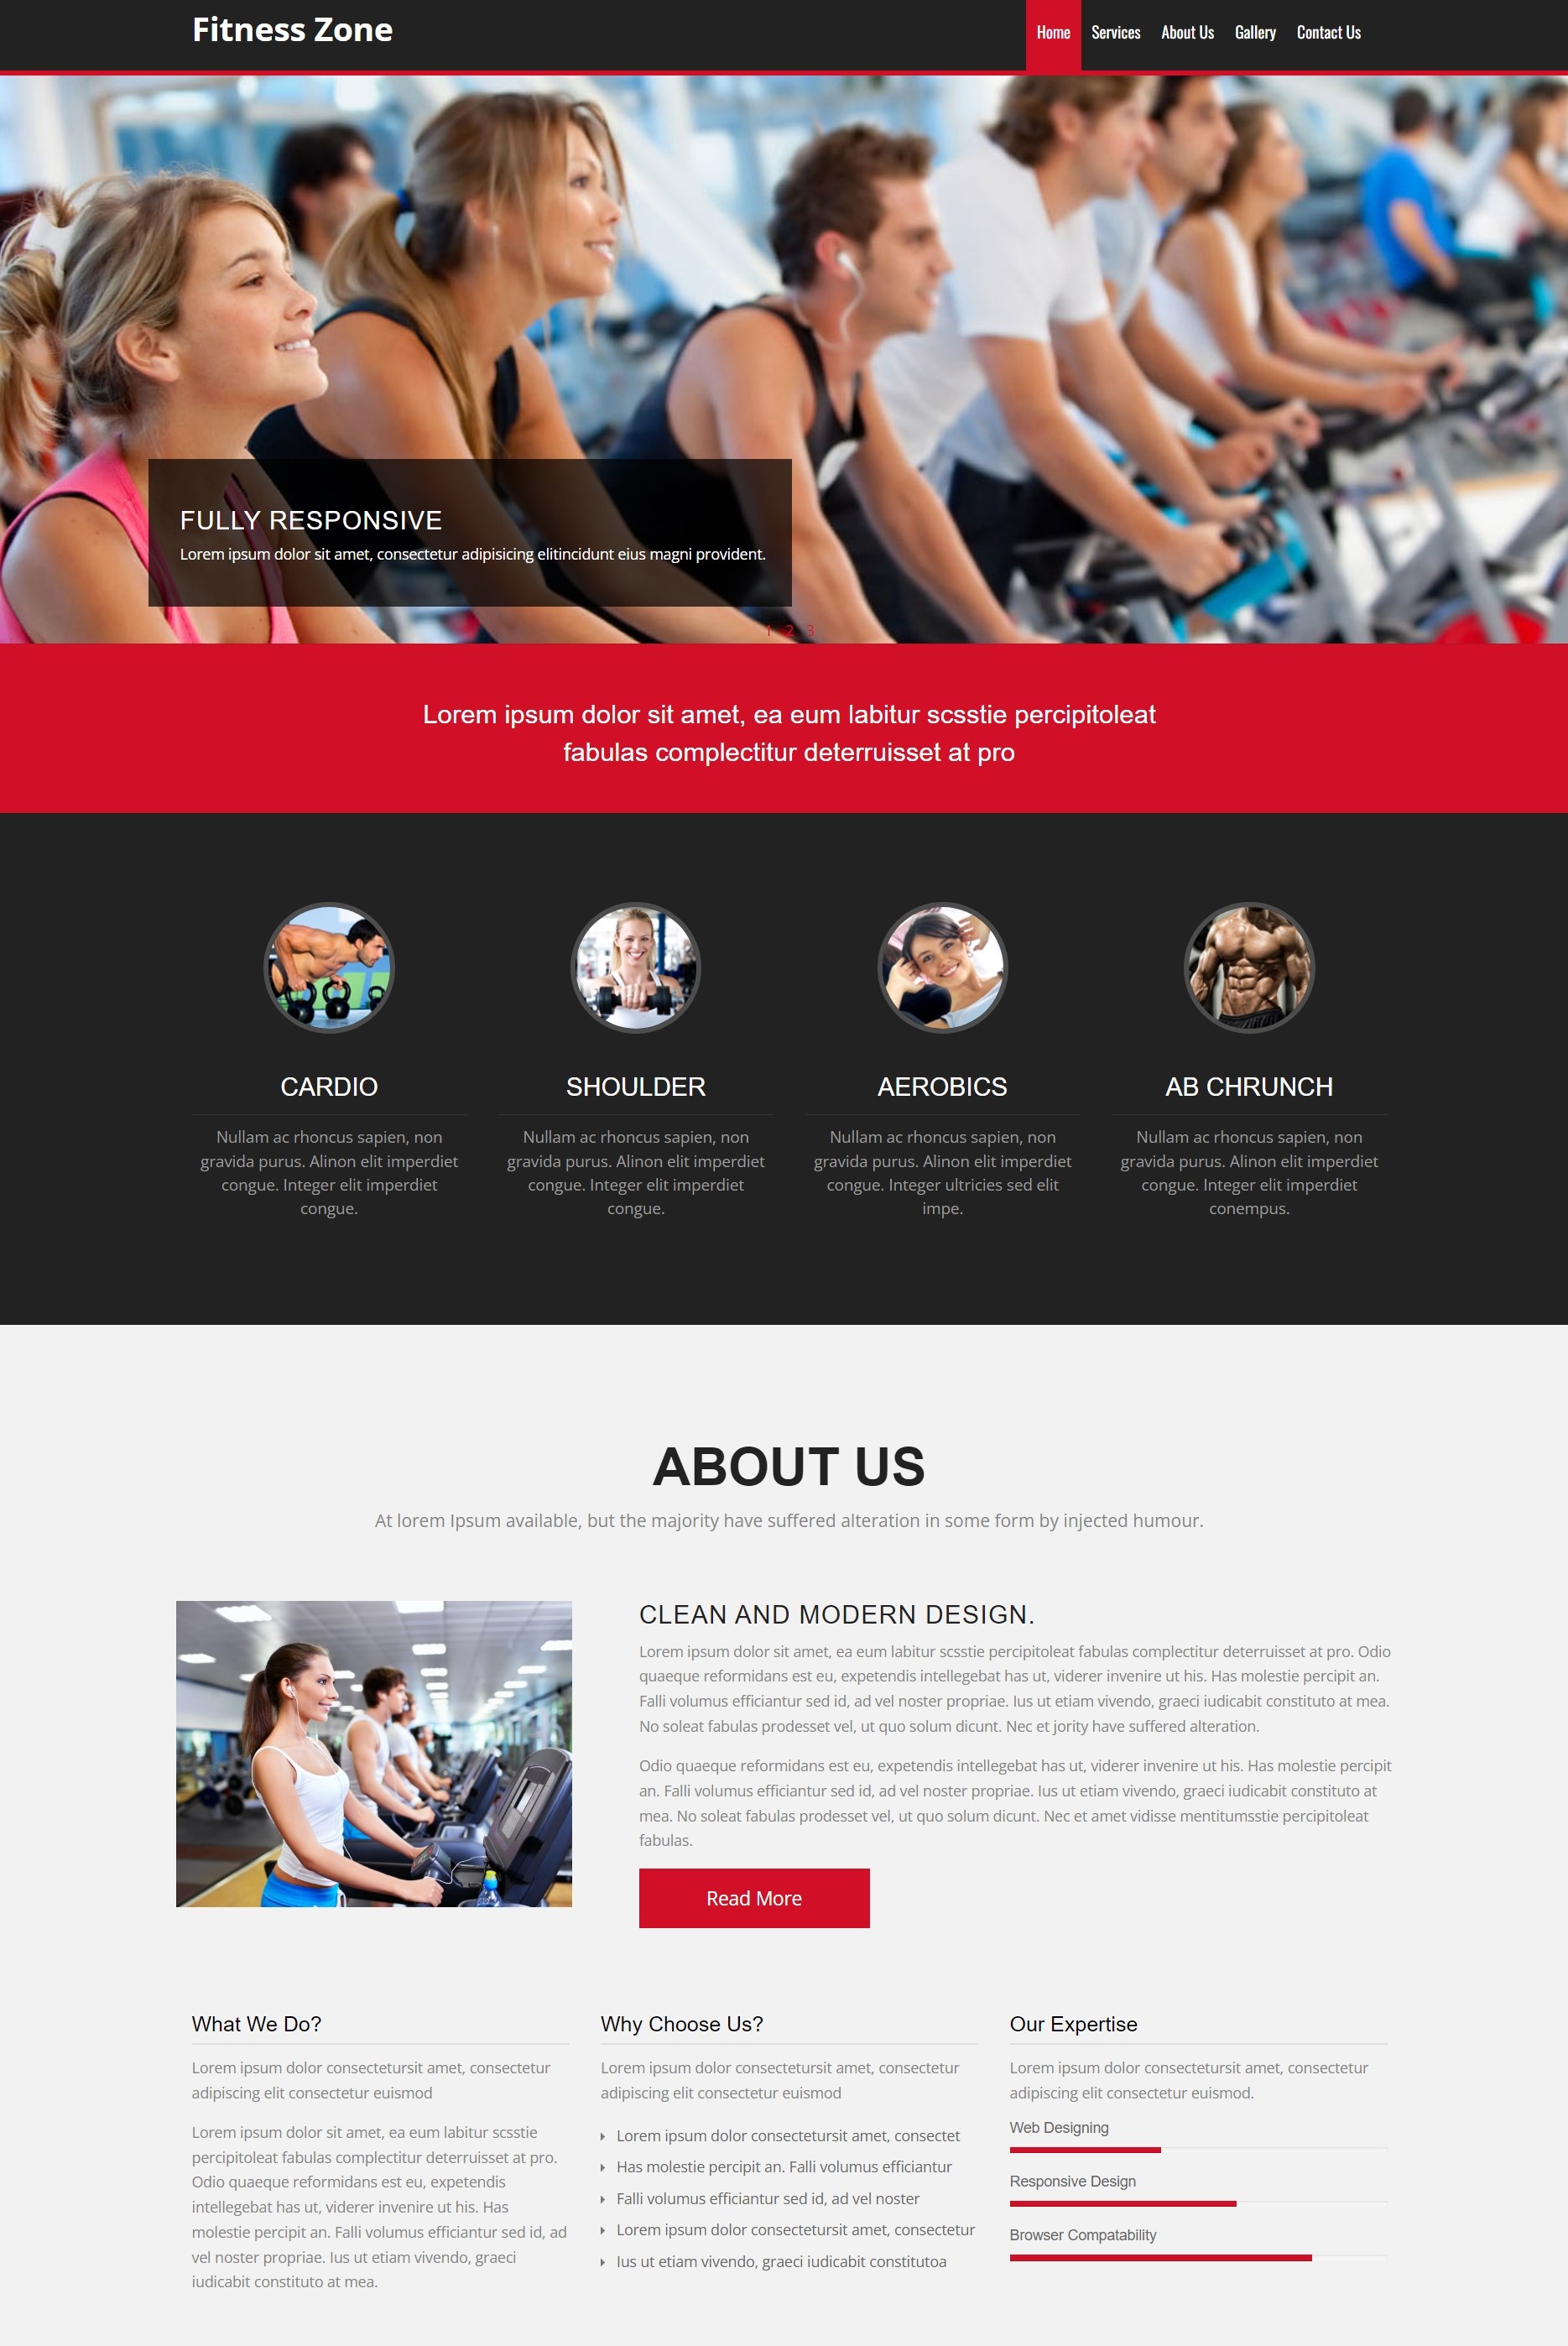 Fitness Zone
Home Services About Us Gallery Contact Us
FULLY RESPONSIVE
Lorem ipsum dolor sit amet, consectetur adipisicing elitincidunt eius magni provident.
1 2 3
Lorem ipsum dolor sit amet, ea eum labitur scsstie percipitoleat
fabulas complectitur deterruisset at pro
CARDIO
Nullam ac rhoncus sapien, non
gravida purus. Alinon elit imperdiet
congue. Integer elit imperdiet
congue.
SHOULDER
Nullam ac rhoncus sapien, non
gravida purus. Alinon elit imperdiet
congue. Integer elit imperdiet
congue.
AEROBICS
Nullam ac rhoncus sapien, non
gravida purus. Alinon elit imperdiet
congue. Integer ultricies sed elit
impe.
AB CHRUNCH
Nullam ac rhoncus sapien, non
gravida purus. Alinon elit imperdiet
congue. Integer elit imperdiet
conempus.
ABOUT US
At lorem Ipsum available, but the majority have suffered alteration in some form by injected humour.
CLEAN AND MODERN DESIGN.
Lorem ipsum dolor sit amet, ea eum labitur scsstie percipitoleat fabulas complectitur deterruisset at pro. Odio
quaeque reformidans est eu, expetendis intellegebat has ut, viderer invenire ut his. Has molestie percipit an.
Falli volumus efficiantur sed id, ad vel noster propriae. Ius ut etiam vivendo, graeci iudicabit constituto at mea.
No soleat fabulas prodesset vel, ut quo solum dicunt. Nec et jority have suffered alteration.
Odio quaeque reformidans est eu, expetendis intellegebat has ut, viderer invenire ut his. Has molestie percipit
an. Falli volumus efficiantur sed id, ad vel noster propriae. Ius ut etiam vivendo, graeci iudicabit constituto at
mea. No soleat fabulas prodesset vel, ut quo solum dicunt. Nec et amet vidisse mentitumsstie percipitoleat
fabulas.
Read More
What We Do?
Lorem ipsum dolor consectetursit amet, consectetur
adipiscing elit consectetur euismod
Lorem ipsum dolor sit amet, ea eum labitur scsstie
percipitoleat fabulas complectitur deterruisset at pro.
Odio quaeque reformidans est eu, expetendis
intellegebat has ut, viderer invenire ut his. Has
molestie percipit an. Falli volumus efficiantur sed id, ad
vel noster propriae. Ius ut etiam vivendo, graeci
iudicabit constituto at mea.
Why Choose Us?
Lorem ipsum dolor consectetursit amet, consectetur
adipiscing elit consectetur euismod
Lorem ipsum dolor consectetursit amet, consectet
Has molestie percipit an. Falli volumus efficiantur
Falli volumus efficiantur sed id, ad vel noster
Lorem ipsum dolor consectetursit amet, consectetur
Ius ut etiam vivendo, graeci iudicabit constitutoa
Our Expertise
Lorem ipsum dolor consectetursit amet, consectetur
adipiscing elit consectetur euismod.
Web Designing
Responsive Design
Browser Compatability